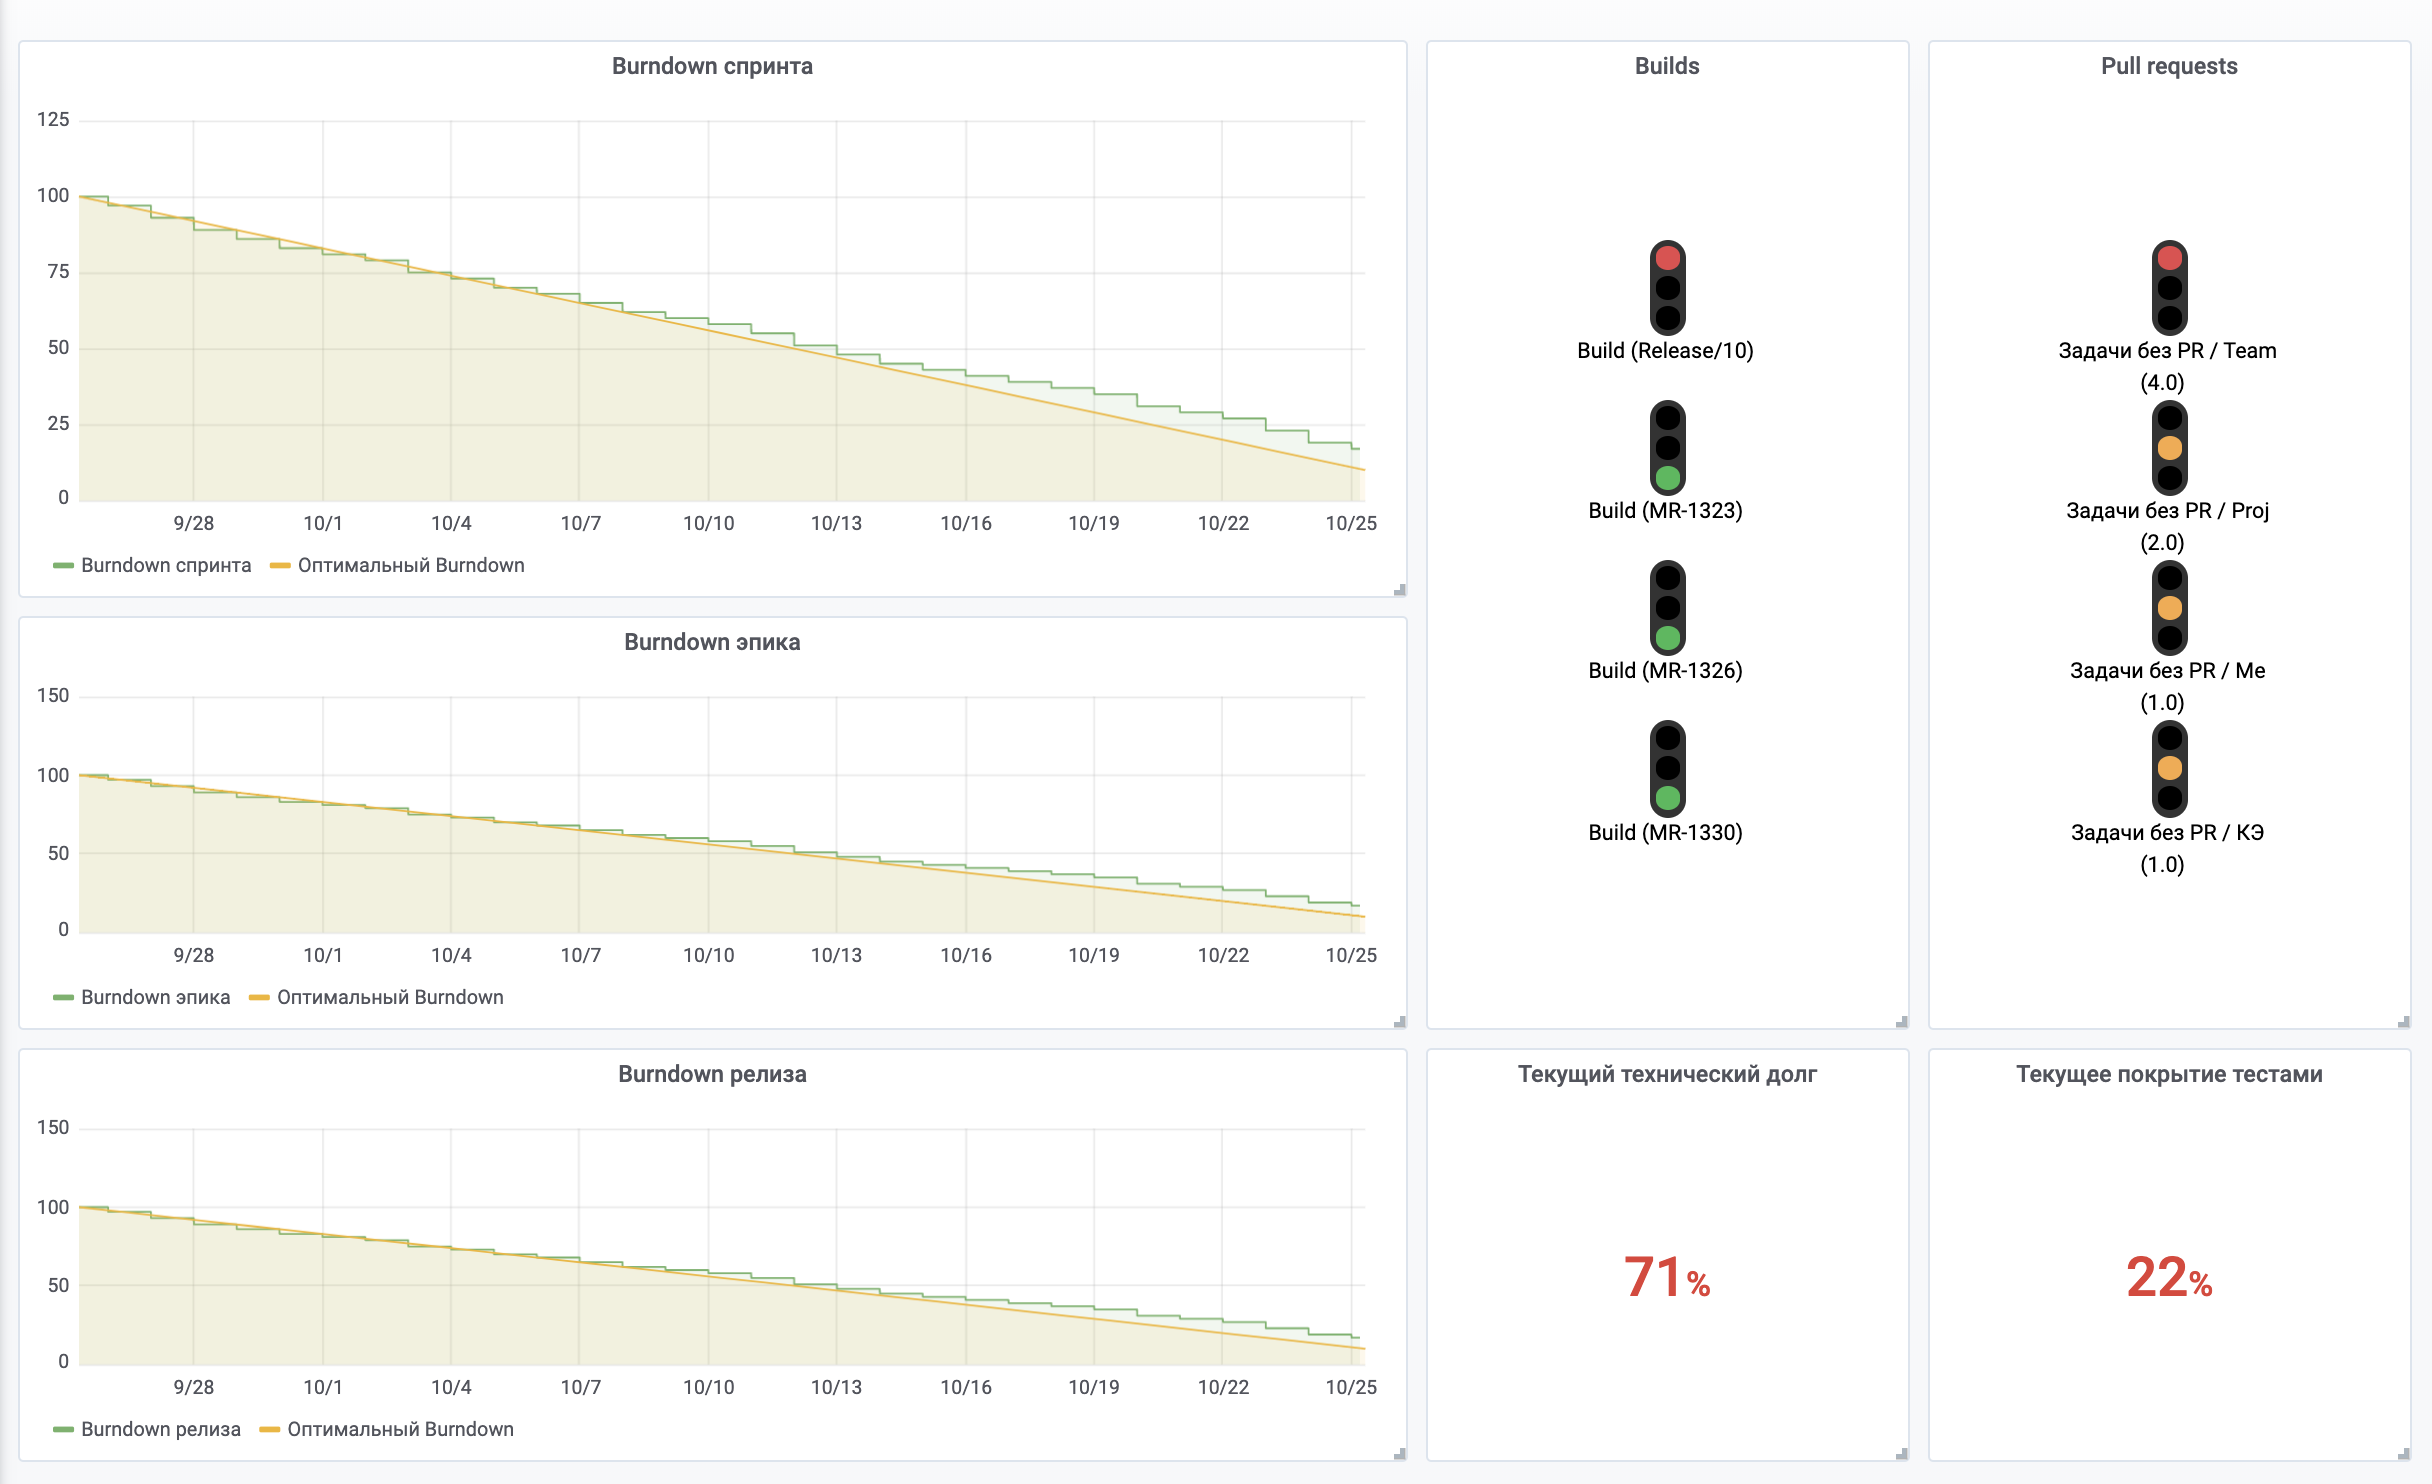 Burndown спринта
125
100
75
50
25
0
9/28 10/1 10/4 10/7 10/10 10/13 10/16 10/19 10/22 10/25
Burndown спринта Оптимальный Burndown
Builds
Build (Release/10)
Build (MR-1323)
Build (MR-1326)
Build (MR-1330)
Pull requests
Задачи без PR / Team
(4.0)
Задачи без PR / Proj
(2.0)
Задачи без PR / Me
(1.0)
Задачи без PR / КЭ
(1.0)
Burndown эпика
150
100
50
0
9/28 10/1 10/4 10/7 10/10 10/13 10/16 10/19 10/22 10/25
Burndown эпика Оптимальный Burndown
Burndown релиза
150
100
50
0
9/28 10/1 10/4 10/7 10/10 10/13 10/16 10/19 10/22 10/25
Burndown релиза Оптимальный Burndown
Текущий технический долг
71%
Текущее покрытие тестами
22%